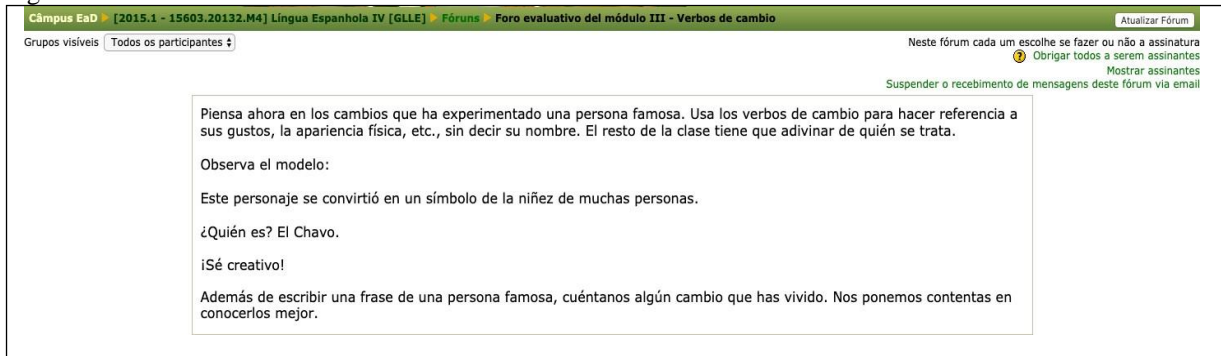 Câmpus EaD ▶ [2015.1 - 15603.20132.M4] Língua Espanhola IV [GLLE] ▶ Fóruns ▶ Foro evaluativo del módulo III - Verbos de cambio
Atualizar Fórum
Grupos visíveis Todos os participantes
Neste fórum cada um escolhe se fazer ou não a assinatura
Obrigar todos a serem assinantes
Mostrar assinantes
Suspender o recebimento de mensagens deste fórum via email
Piensa ahora en los cambios que ha experimentado una persona famosa. Usa los verbos de cambio para hacer referencia a
sus gustos, la apariencia física, etc., sin decir su nombre. El resto de la clase tiene que adivinar de quién se trata.
Observa el modelo:
Este personaje se convirtió en un símbolo de la niñez de muchas personas.
¿Quién es? El Chavo.
¡Sé creativo!
Además de escribir una frase de una persona famosa, cuéntanos algún cambio que has vivido. Nos ponemos contentas en
conocerlos mejor.